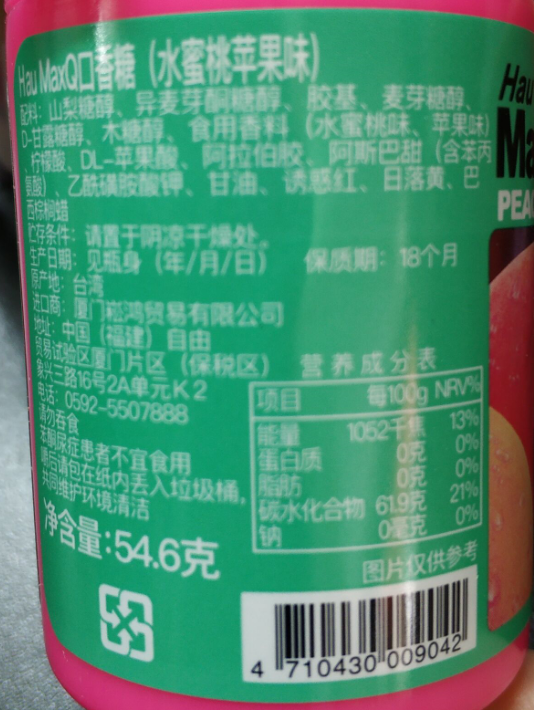 Hau MaxQ口香糖（水蜜桃苹果味）
配料：山梨糖醇、异麦芽酮糖醇、胶基、麦芽糖醇、
D-甘露糖醇、木糖醇、食用香料（水蜜桃味、苹果味）
、柠檬酸、DL-苹果酸、阿拉伯胶、阿斯巴甜（含苯丙
氨酸）、乙酰磺胺酸钾、甘油、诱惑红、日落黄、巴
西棕榈蜡
贮存条件：请置于阴凉干燥处。
生产日期：见瓶身（年/月/日） 保质期：18个月
原产地：台湾
进口商：厦门崧鸿贸易有限公司
地址：中国（福建）自由
贸易试验区厦门片区（保税区）
象兴三路16号2A单元K2
电话：0592-5507888
请勿吞食
苯酮尿症患者不宜食用
嚼后请包在纸内丢入垃圾桶，
共同维护环境清洁
净含量:54.6克
营养成分表
项目 每100g NRV%
能量 1052千焦 13%
蛋白质 0克 0%
脂肪 0克 0%
碳水化合物 61.9克 21%
钠 0毫克 0%
图片仅供参考
4 710430 009042
Hau
Ma
PEA